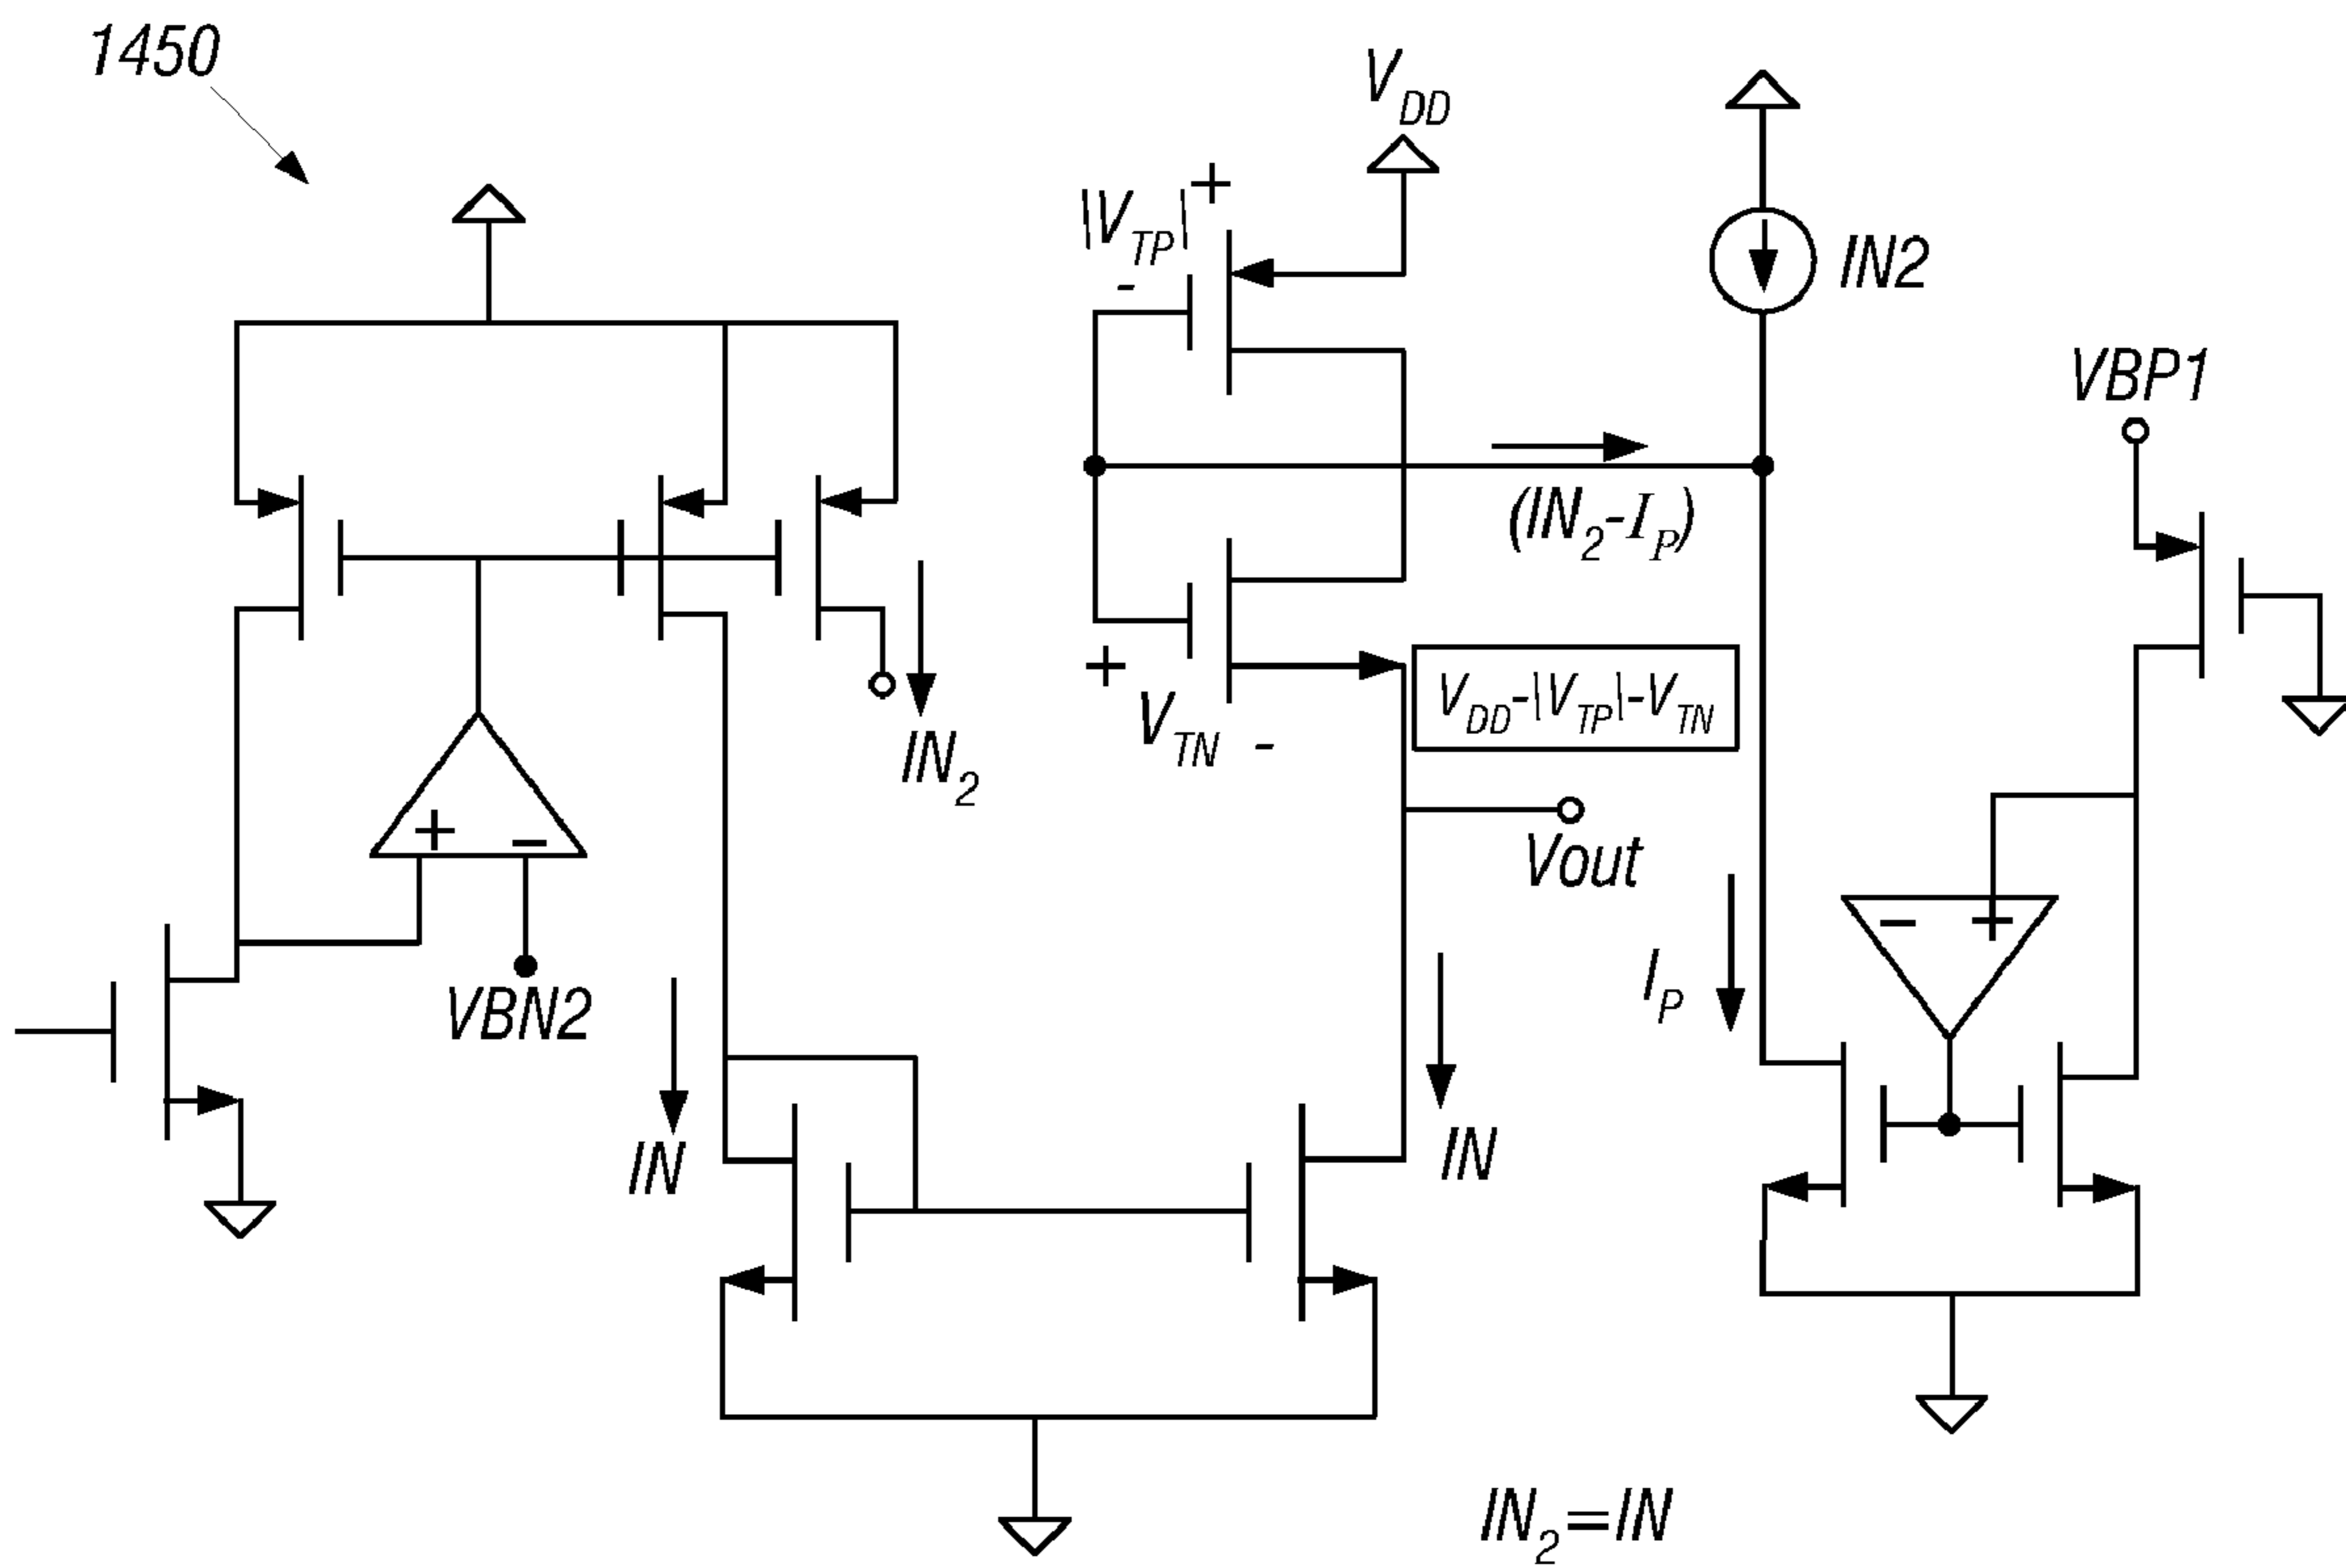 1450
V_DD
\V_TP\ +
-
IN2
VBP1
(IN_2-I_P)
+
V_TN -
V_DD-\V_TP\-V_TN
IN_2
+ -
Vout
- +
VBN2
I_P
IN
IN
IN_2=IN